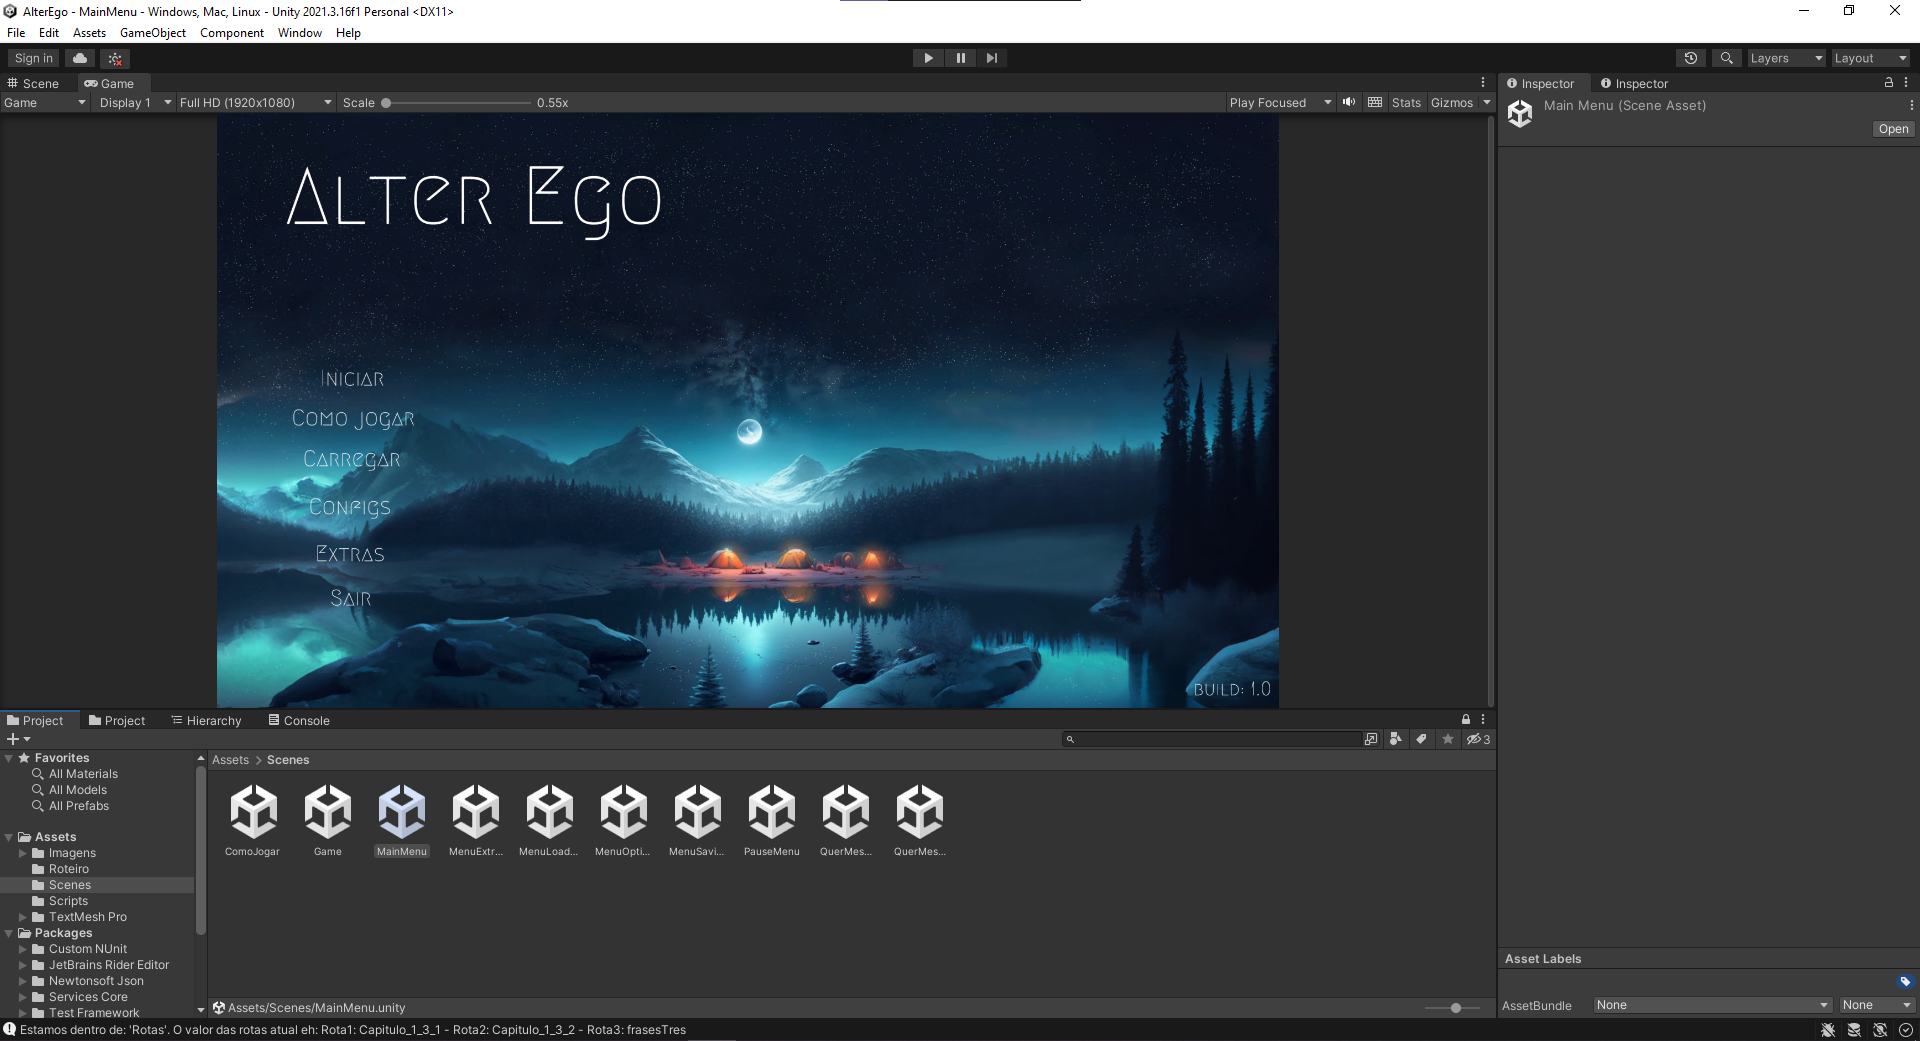 AlterEgo - MainMenu - Windows, Mac, Linux - Unity 2021.3.16f1 Personal <DX11>
File Edit Assets GameObject Component Window Help
Sign in Layers Layout
Scene Game
Game Display 1 Full HD (1920x1080) Scale 0.55x Play Focused Stats Gizmos
Inspector Inspector
Main Menu (Scene Asset)
Open
Alter Ego
Iniciar
Como jogar
Carregar
Configs
Extras
Sair
BUILD: 1.0
Project Project Hierarchy Console
3
Favorites
All Materials
All Models
All Prefabs
Assets
Imagens
Roteiro
Scenes
Scripts
TextMesh Pro
Packages
Custom NUnit
JetBrains Rider Editor
Newtonsoft Json
Services Core
Test Framework
Assets > Scenes
ComoJogar Game MainMenu MenuExtr... MenuLoad... MenuOpti... MenuSavi... PauseMenu QuerMes... QuerMes...
Assets/Scenes/MainMenu.unity
Asset Labels
AssetBundle None None
Estamos dentro de: 'Rotas'. O valor das rotas atual eh: Rota1: Capitulo_1_3_1 - Rota2: Capitulo_1_3_2 - Rota3: frasesTres